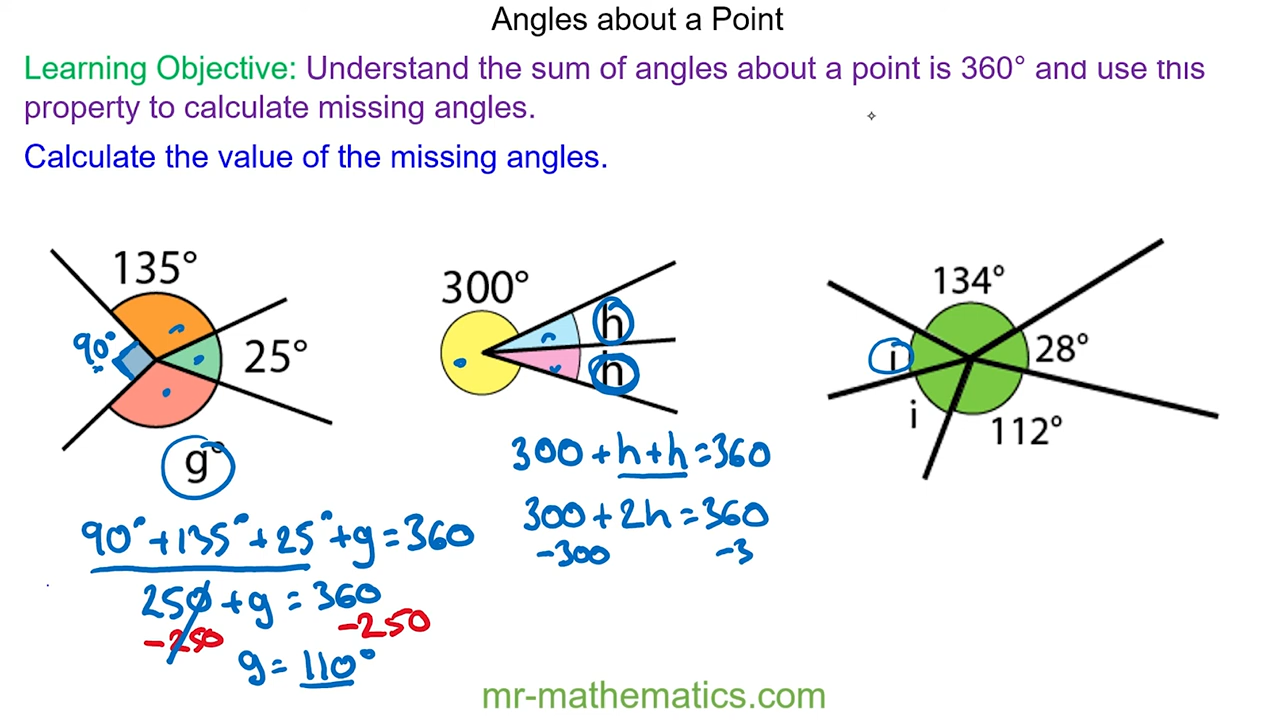 Angles about a Point
Learning Objective: Understand the sum of angles about a point is 360° and use this
property to calculate missing angles.
Calculate the value of the missing angles.
135°
90°
25°
g°
90° + 135° + 25° + g = 360
250 + g = 360
-250 -250
g = 110°
300°
h
h
300 + h + h = 360
300 + 2h = 360
-300 -3
134°
i
28°
i
112°
mr-mathematics.com